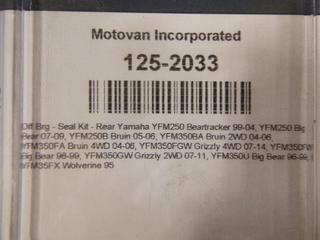 Motovan Incorporated
125-2033
Diff Brg - Seal Kit - Rear Yamaha YFM250 Beartracker 99-04, YFM250 Big
Bear 07-09, YFM250B Bruin 05-06, YFM350BA Bruin 2WD 04-06,
YFM350FA Bruin 4WD 04-06, YFM350FGW Grizzly 4WD 07-14, YFM350FW
Big Bear 96-99, YFM350GW Grizzly 2WD 07-11, YFM350U Big Bear 96-99,
YFM35FX Wolverine 95